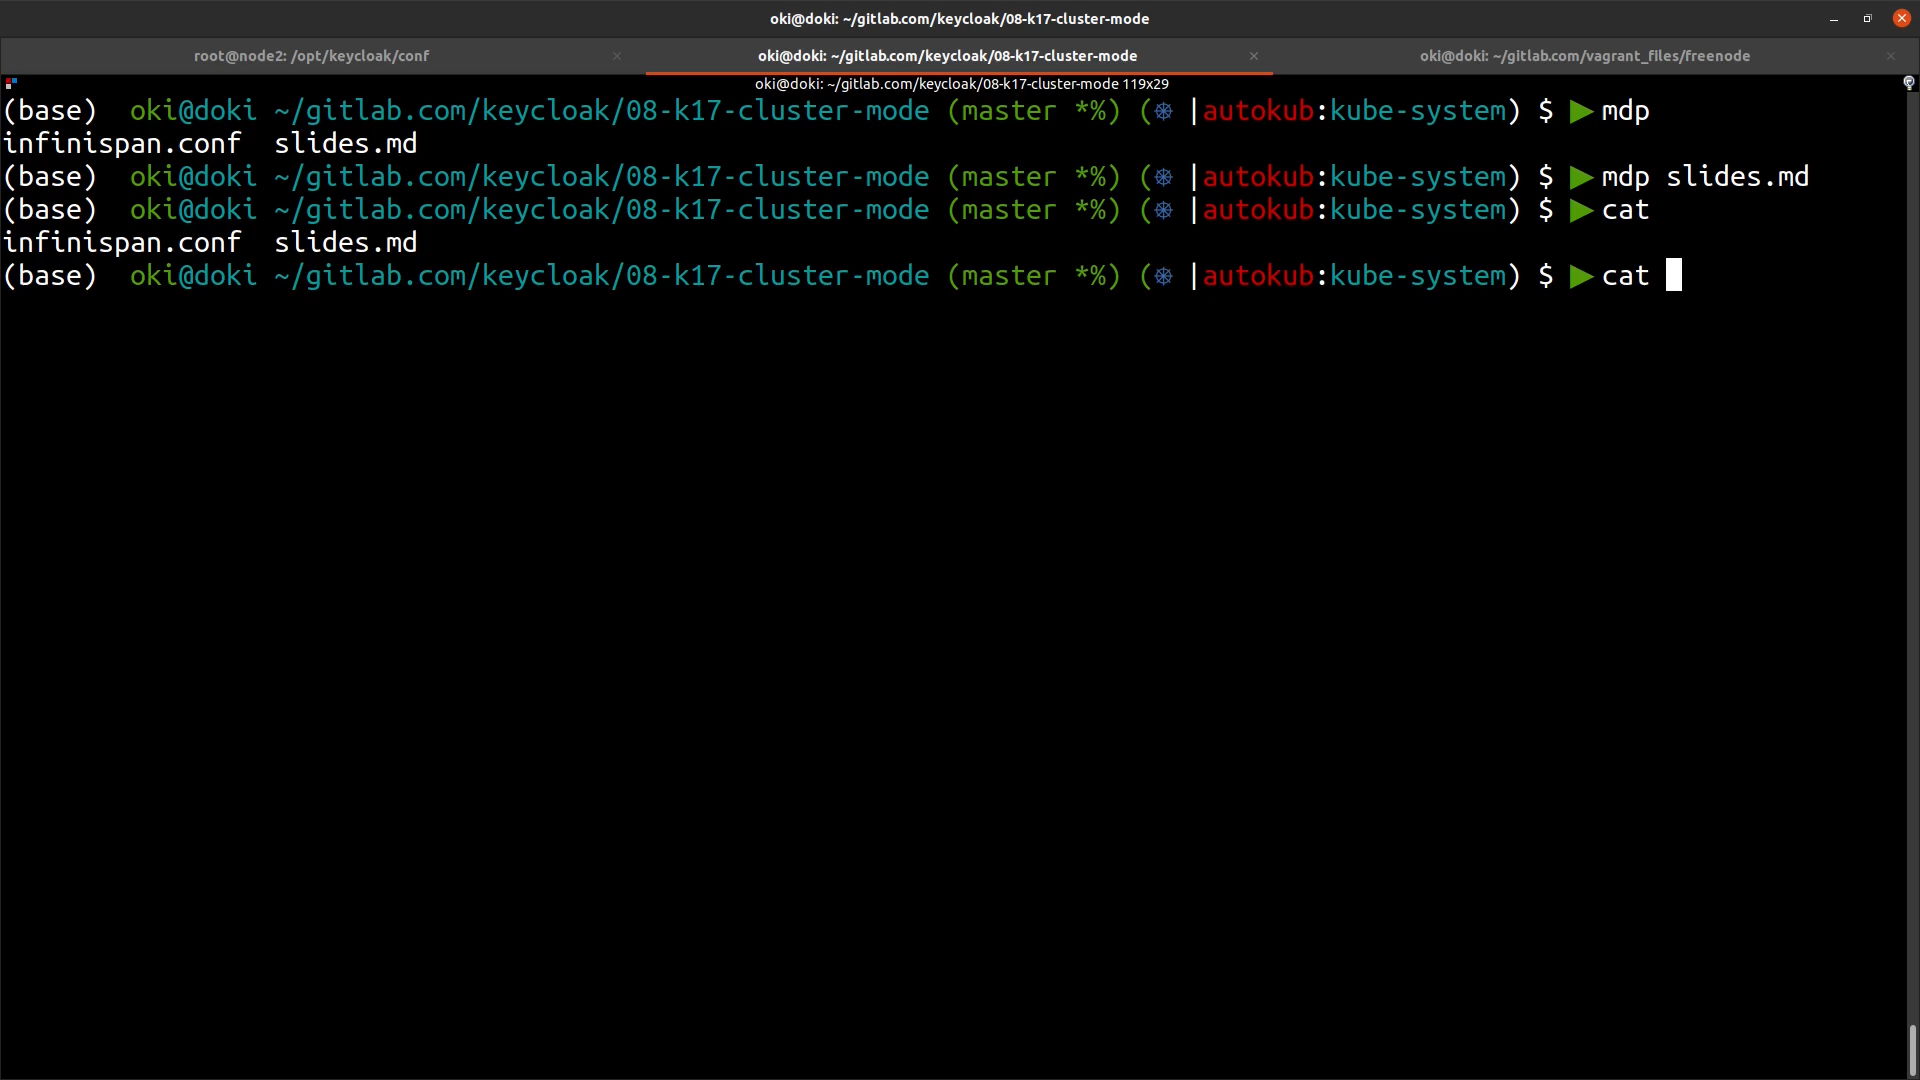 oki@doki: ~/gitlab.com/keycloak/08-k17-cluster-mode
root@node2: /opt/keycloak/conf
oki@doki: ~/gitlab.com/keycloak/08-k17-cluster-mode
oki@doki: ~/gitlab.com/vagrant_files/freenode
oki@doki: ~/gitlab.com/keycloak/08-k17-cluster-mode 119x29
(base)  oki@doki ~/gitlab.com/keycloak/08-k17-cluster-mode (master *%) (⎈ |autokub:kube-system) $ ▶mdp
infinispan.conf  slides.md
(base)  oki@doki ~/gitlab.com/keycloak/08-k17-cluster-mode (master *%) (⎈ |autokub:kube-system) $ ▶mdp slides.md
(base)  oki@doki ~/gitlab.com/keycloak/08-k17-cluster-mode (master *%) (⎈ |autokub:kube-system) $ ▶cat
infinispan.conf  slides.md
(base)  oki@doki ~/gitlab.com/keycloak/08-k17-cluster-mode (master *%) (⎈ |autokub:kube-system) $ ▶cat